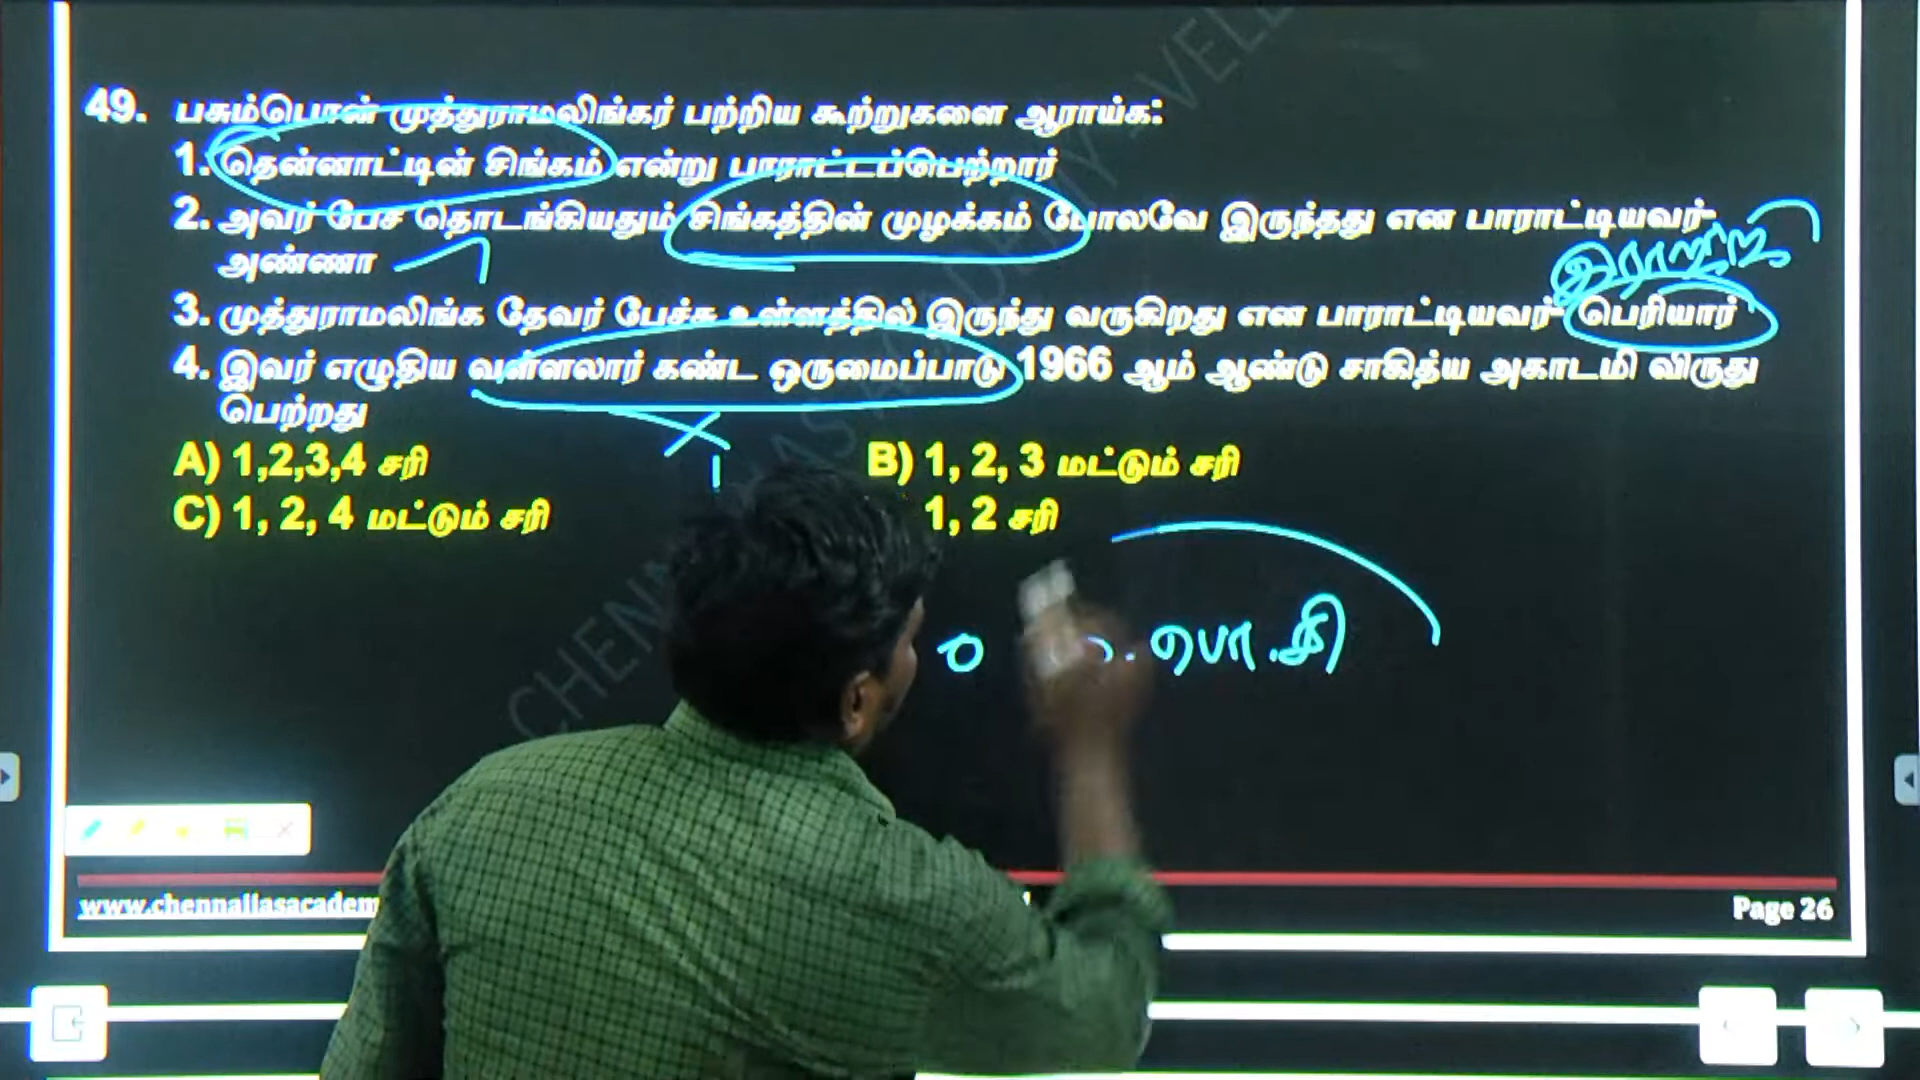 49. பசும்பொன் முத்துராமலிங்கர் பற்றிய கூற்றுகளை ஆராய்க:
1. தென்னாட்டின் சிங்கம் என்று பாராட்டப்பெற்றார்
2. அவர் பேச தொடங்கியதும் சிங்கத்தின் முழக்கம் போலவே இருந்தது என பாராட்டியவர்-
அண்ணா
இராஜாஜி
3. முத்துராமலிங்க தேவர் பேச்சு உள்ளத்தில் இருந்து வருகிறது என பாராட்டியவர்- பெரியார்
4. இவர் எழுதிய வள்ளலார் கண்ட ஒருமைப்பாடு 1966 ஆம் ஆண்டு சாகித்ய அகாடமி விருது
பெற்றது
A) 1,2,3,4 சரி B) 1, 2, 3 மட்டும் சரி
C) 1, 2, 4 மட்டும் சரி 1, 2 சரி
பொ.சி
www.chennaiiasacadem
Page 26